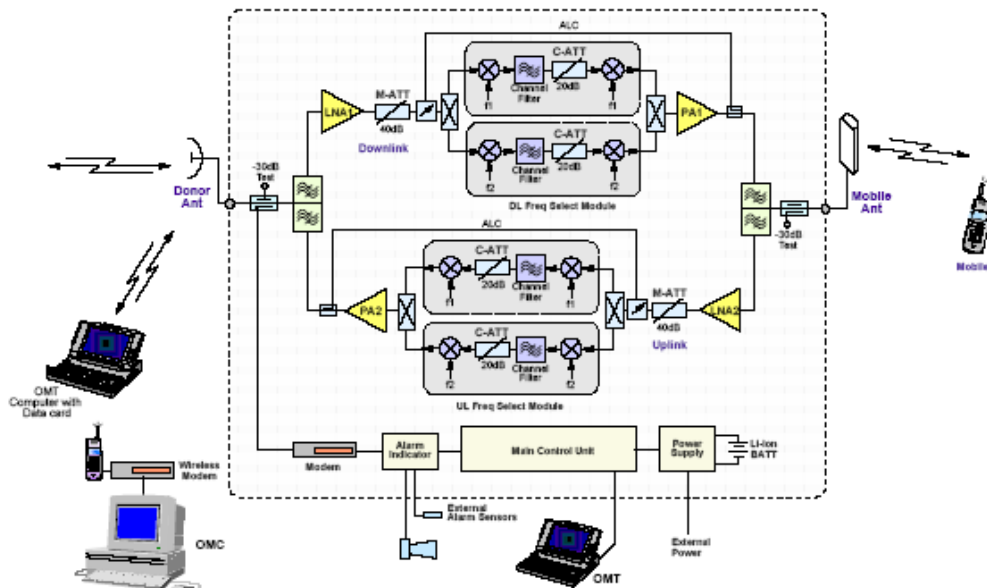 ALC
C-ATT
Channel
Filter
20dB
f1
f1
LNA1
M-ATT
40dB
Downlink
PA1
C-ATT
Channel
Filter
20dB
f2
f2
DL Freq Select Module
Donor
Ant
-30dB
Test
Mobile
Ant
-30dB
Test
Mobile
ALC
C-ATT
20dB
Channel
Filter
f1
f1
PA2
M-ATT
40dB
LNA2
Uplink
C-ATT
20dB
Channel
Filter
f2
f2
UL Freq Select Module
OMT
Computer with
Data card
Wireless
Modem
OMC
Modem
Alarm
Indicator
Main Control Unit
Power
Supply
Li-Ion
BATT
External
Alarm Sensors
OMT
External
Power